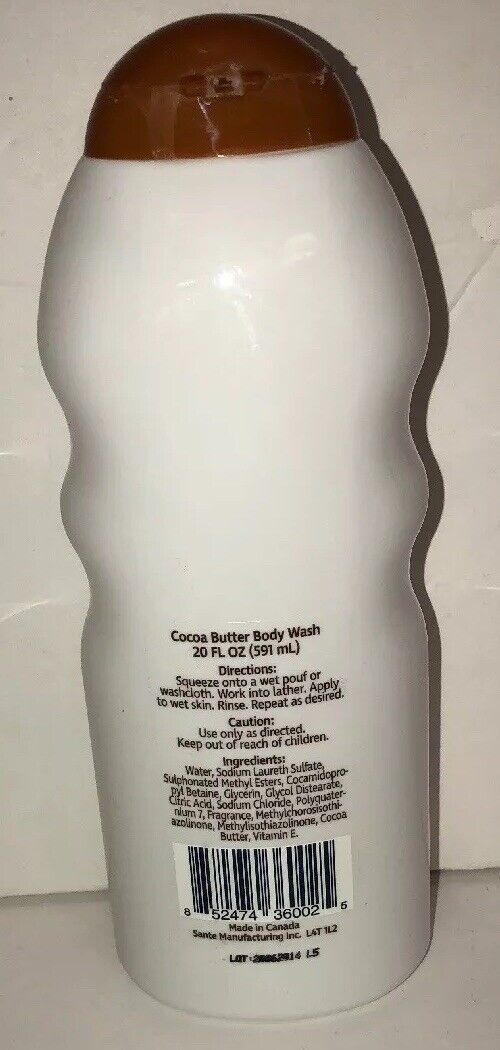 Cocoa Butter Body Wash
20 FL OZ (591 mL)
Directions:
Squeeze onto a wet pouf or
washcloth. Work into lather. Apply
to wet skin. Rinse. Repeat as desired.
Caution:
Use only as directed.
Keep out of reach of children.
Ingredients:
Water, Sodium Laureth Sulfate,
Sulphonated Methyl Esters, Cocamidopro-
pyl Betaine, Glycerin, Glycol Distearate,
Citric Acid, Sodium Chloride, Polyquater-
nium 7, Fragrance, Methylchorosisothi-
azolinone, Methylisothiazolinone, Cocoa
Butter, Vitamin E.
8 52474 36002 6
Made in Canada
Sante Manufacturing Inc. L4T 1L2
LOT: L5